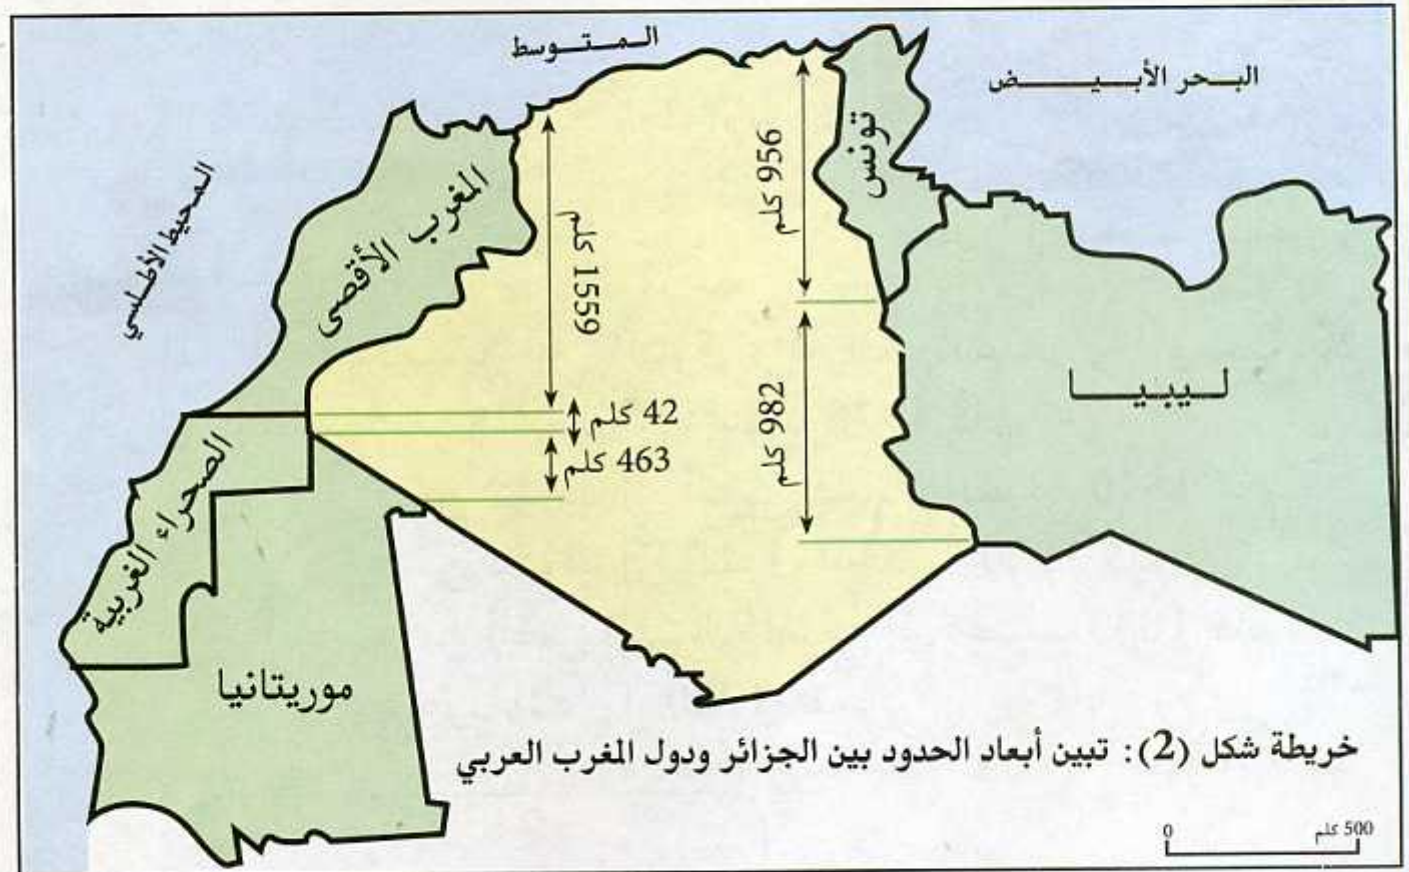 المتوسط
البحر الأبيض
المحيط الأطلسي
تونس
956 كلم
المغرب الأقصى
1559 كلم
ليبيا
982 كلم
42 كلم
463 كلم
الصحراء الغربية
موريتانيا
خريطة شكل (2): تبين أبعاد الحدود بين الجزائر ودول المغرب العربي
0 500 كلم